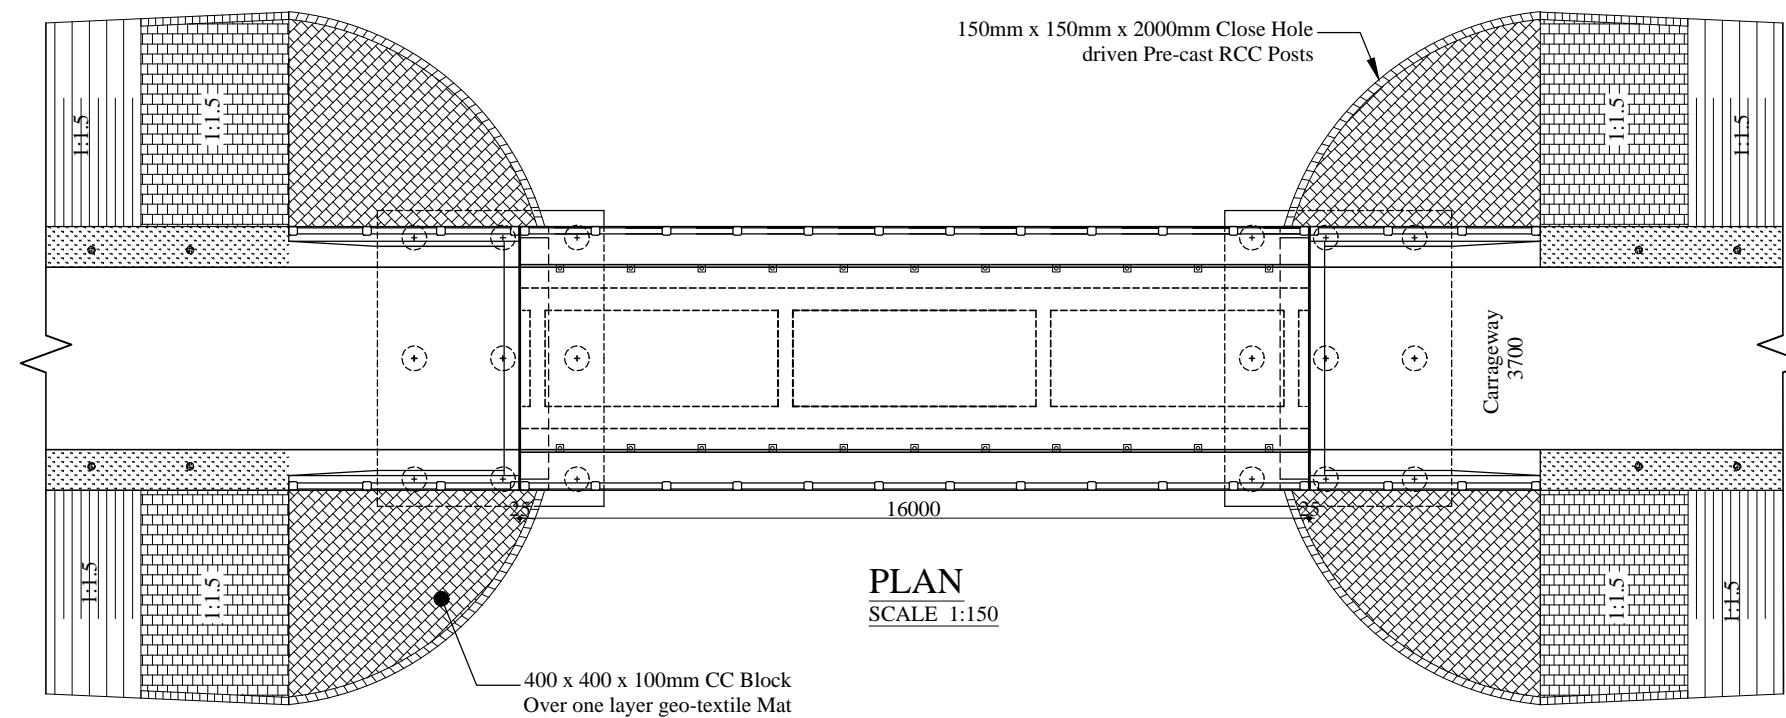 150mm x 150mm x 2000mm Close Hole
driven Pre-cast RCC Posts
1:1.5
1:1.5
1:1.5
1:1.5
Carrageway
3700
25
16000
25
1:1.5
1:1.5
1:1.5
1:1.5
PLAN
SCALE 1:150
400 x 400 x 100mm CC Block
Over one layer geo-textile Mat